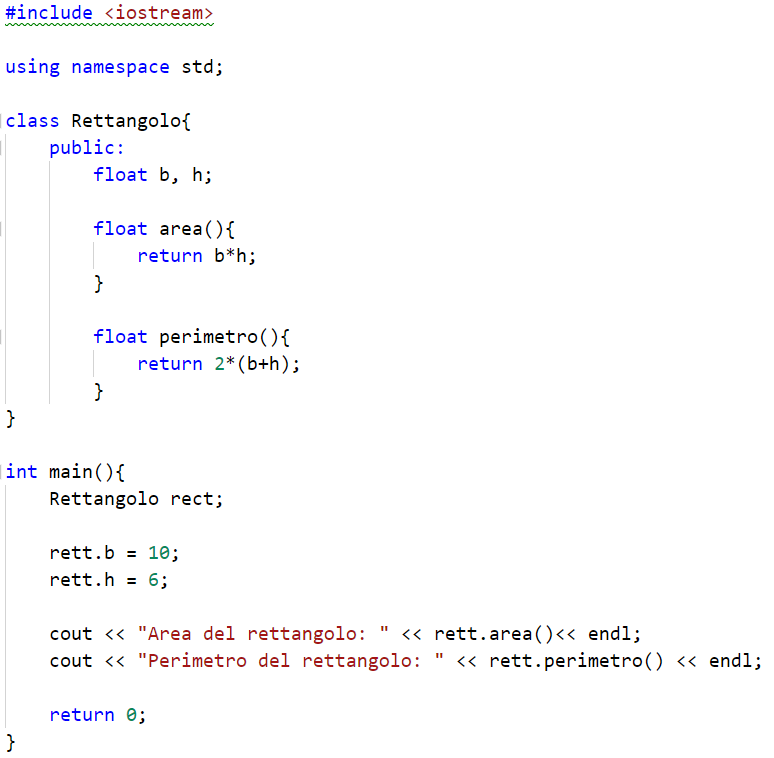 #include <iostream>
using namespace std;
class Rettangolo{
public:
float b, h;
float area(){
return b*h;
}
float perimetro(){
return 2*(b+h);
}
}
int main(){
Rettangolo rect;
rett.b = 10;
rett.h = 6;
cout << "Area del rettangolo: " << rett.area()<< endl;
cout << "Perimetro del rettangolo: " << rett.perimetro() << endl;
return 0;
}